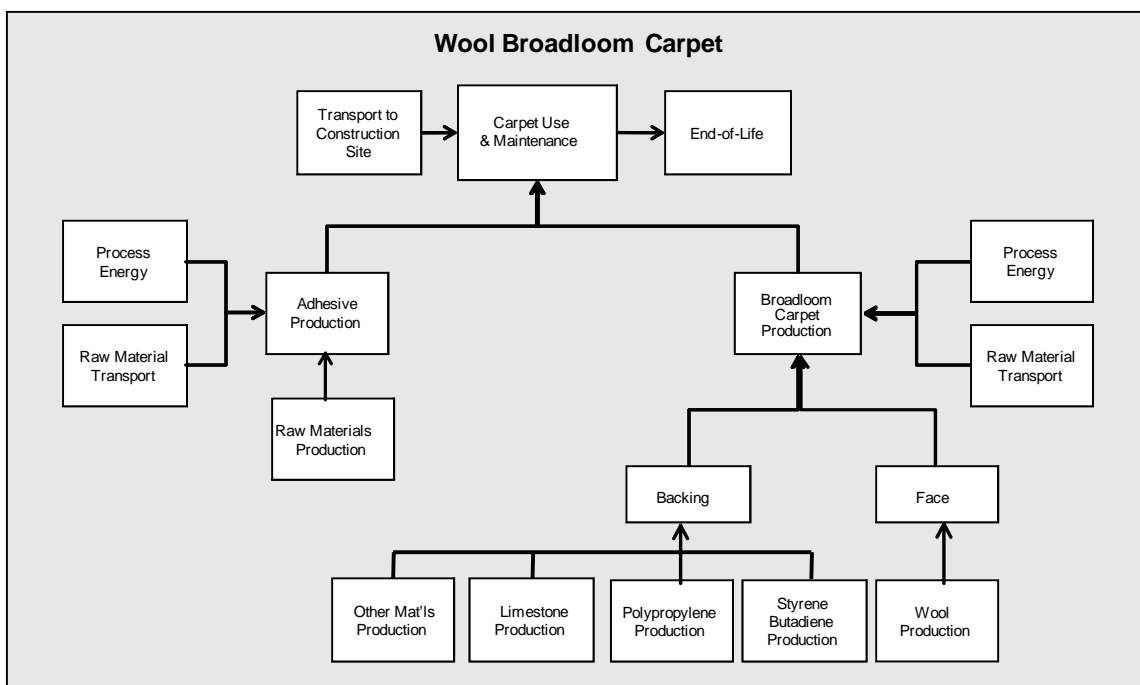 Wool Broadloom Carpet
Transport to
Construction
Site
Carpet Use
& Maintenance
End-of-Life
Process
Energy
Adhesive
Production
Raw Material
Transport
Raw Materials
Production
Broadloom
Carpet
Production
Process
Energy
Raw Material
Transport
Backing
Face
Other Mat'ls
Production
Limestone
Production
Polypropylene
Production
Styrene
Butadiene
Production
Wool
Production